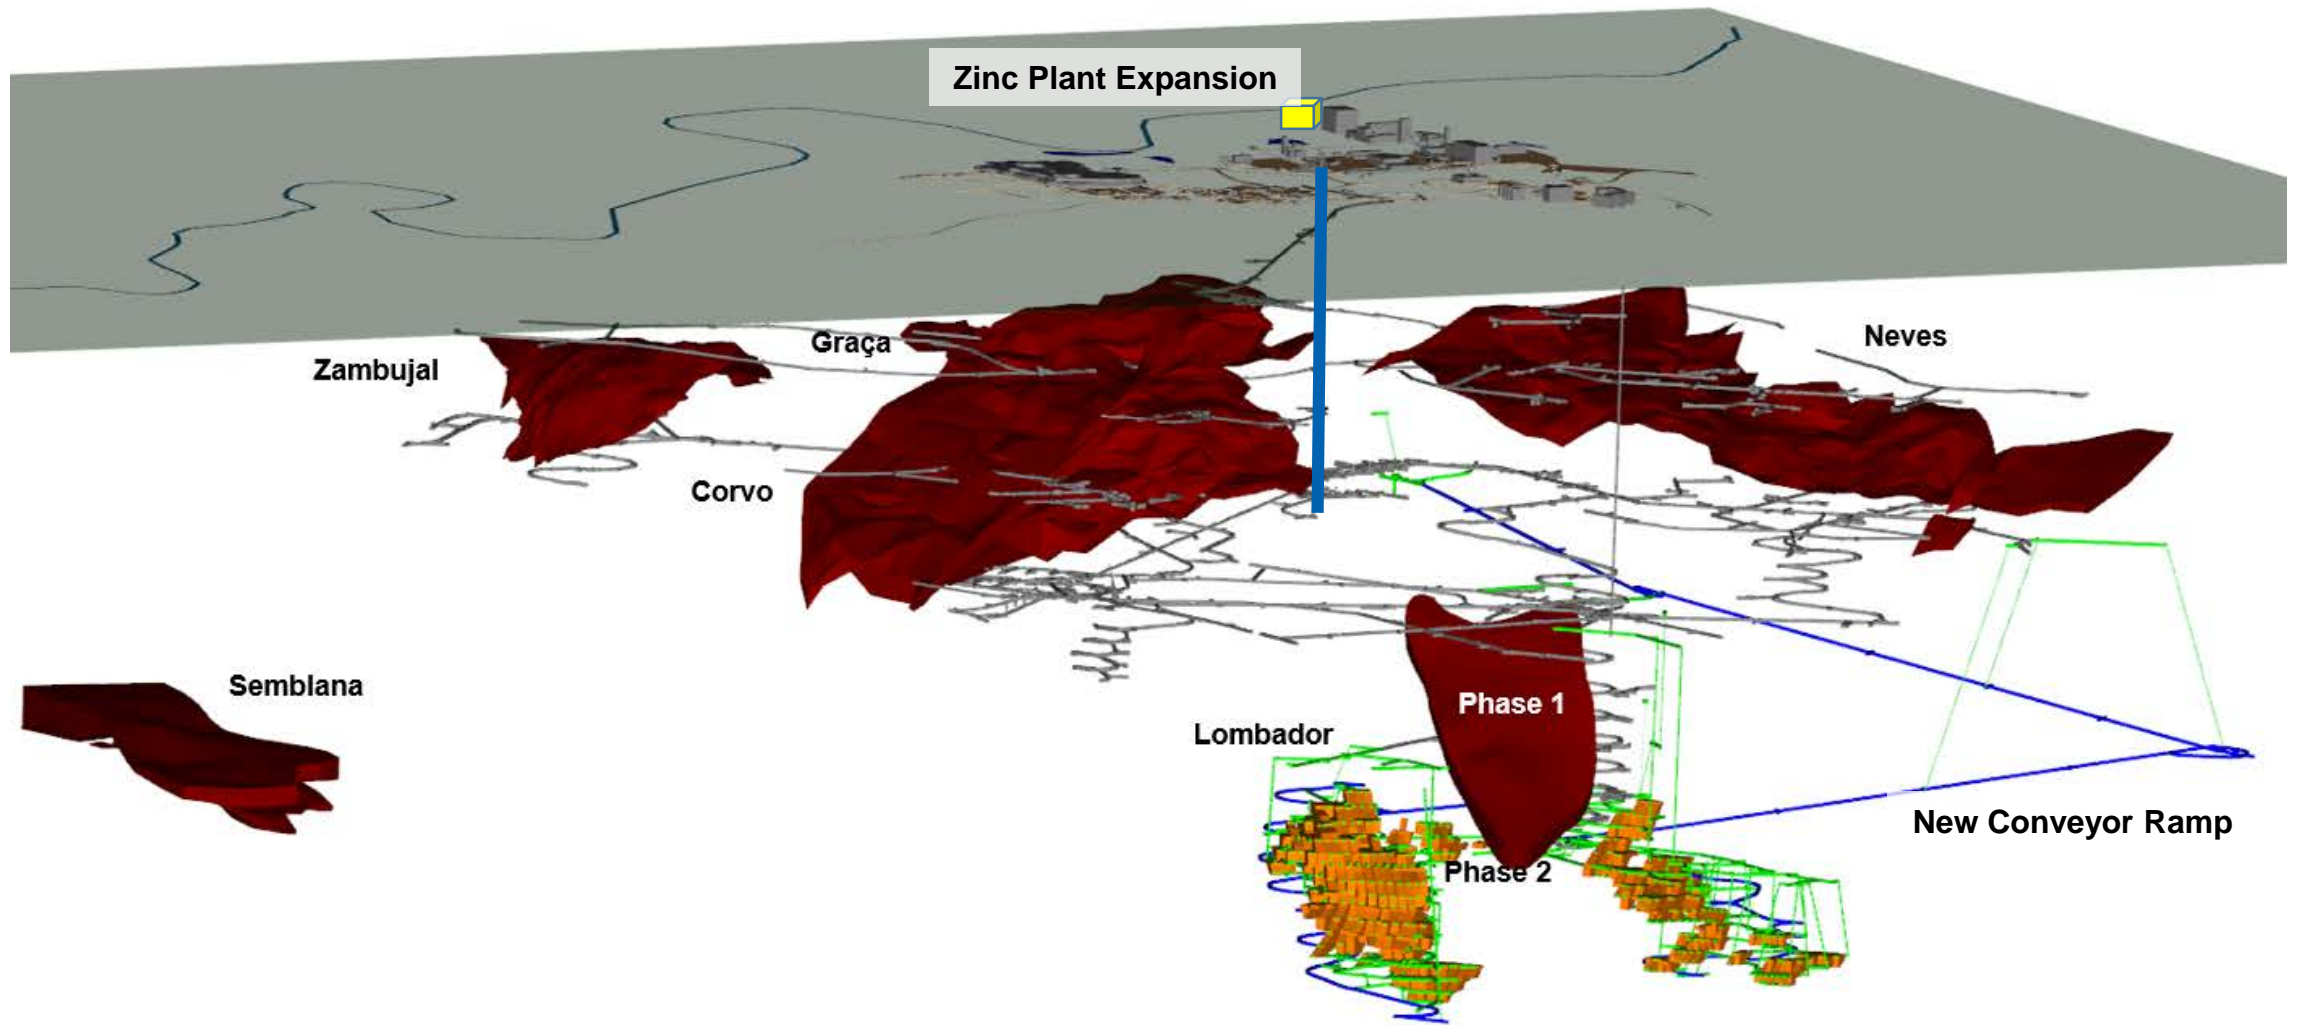 Zinc Plant Expansion
Graça
Neves
Zambujal
Corvo
Semblana
Phase 1
Lombador
New Conveyor Ramp
Phase 2